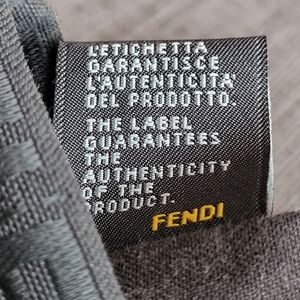 L'ETICHETTA
GARANTISCE
L'AUTENTICITA'
DEL PRODOTTO.
THE LABEL
GUARANTEES
THE
AUTHENTICITY
OF THE
PRODUCT.
FENDI